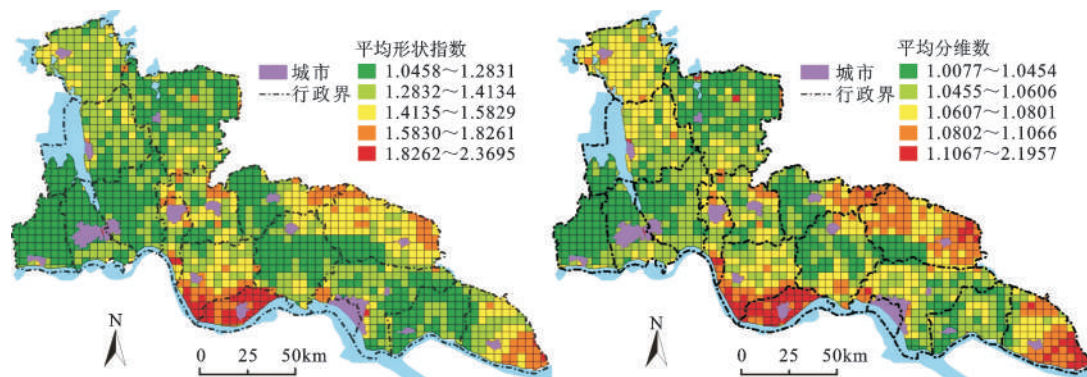 平均形状指数
城市
行政界
1.0458～1.2831
1.2832～1.4134
1.4135～1.5829
1.5830～1.8261
1.8262～2.3695
N
0 25 50km
平均分维数
城市
行政界
1.0077～1.0454
1.0455～1.0606
1.0607～1.0801
1.0802～1.1066
1.1067～2.1957
N
0 25 50km